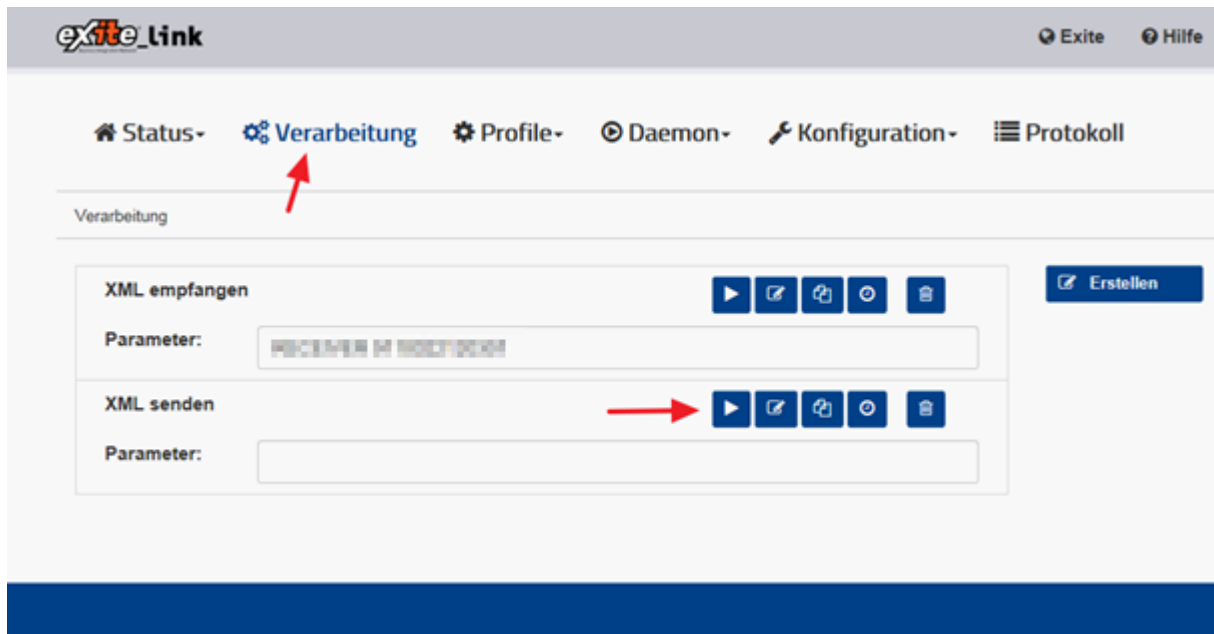 exite_link
Exite Hilfe
Status Verarbeitung Profile Daemon Konfiguration Protokoll
Verarbeitung
XML empfangen
Erstellen
Parameter:
XML senden
Parameter: